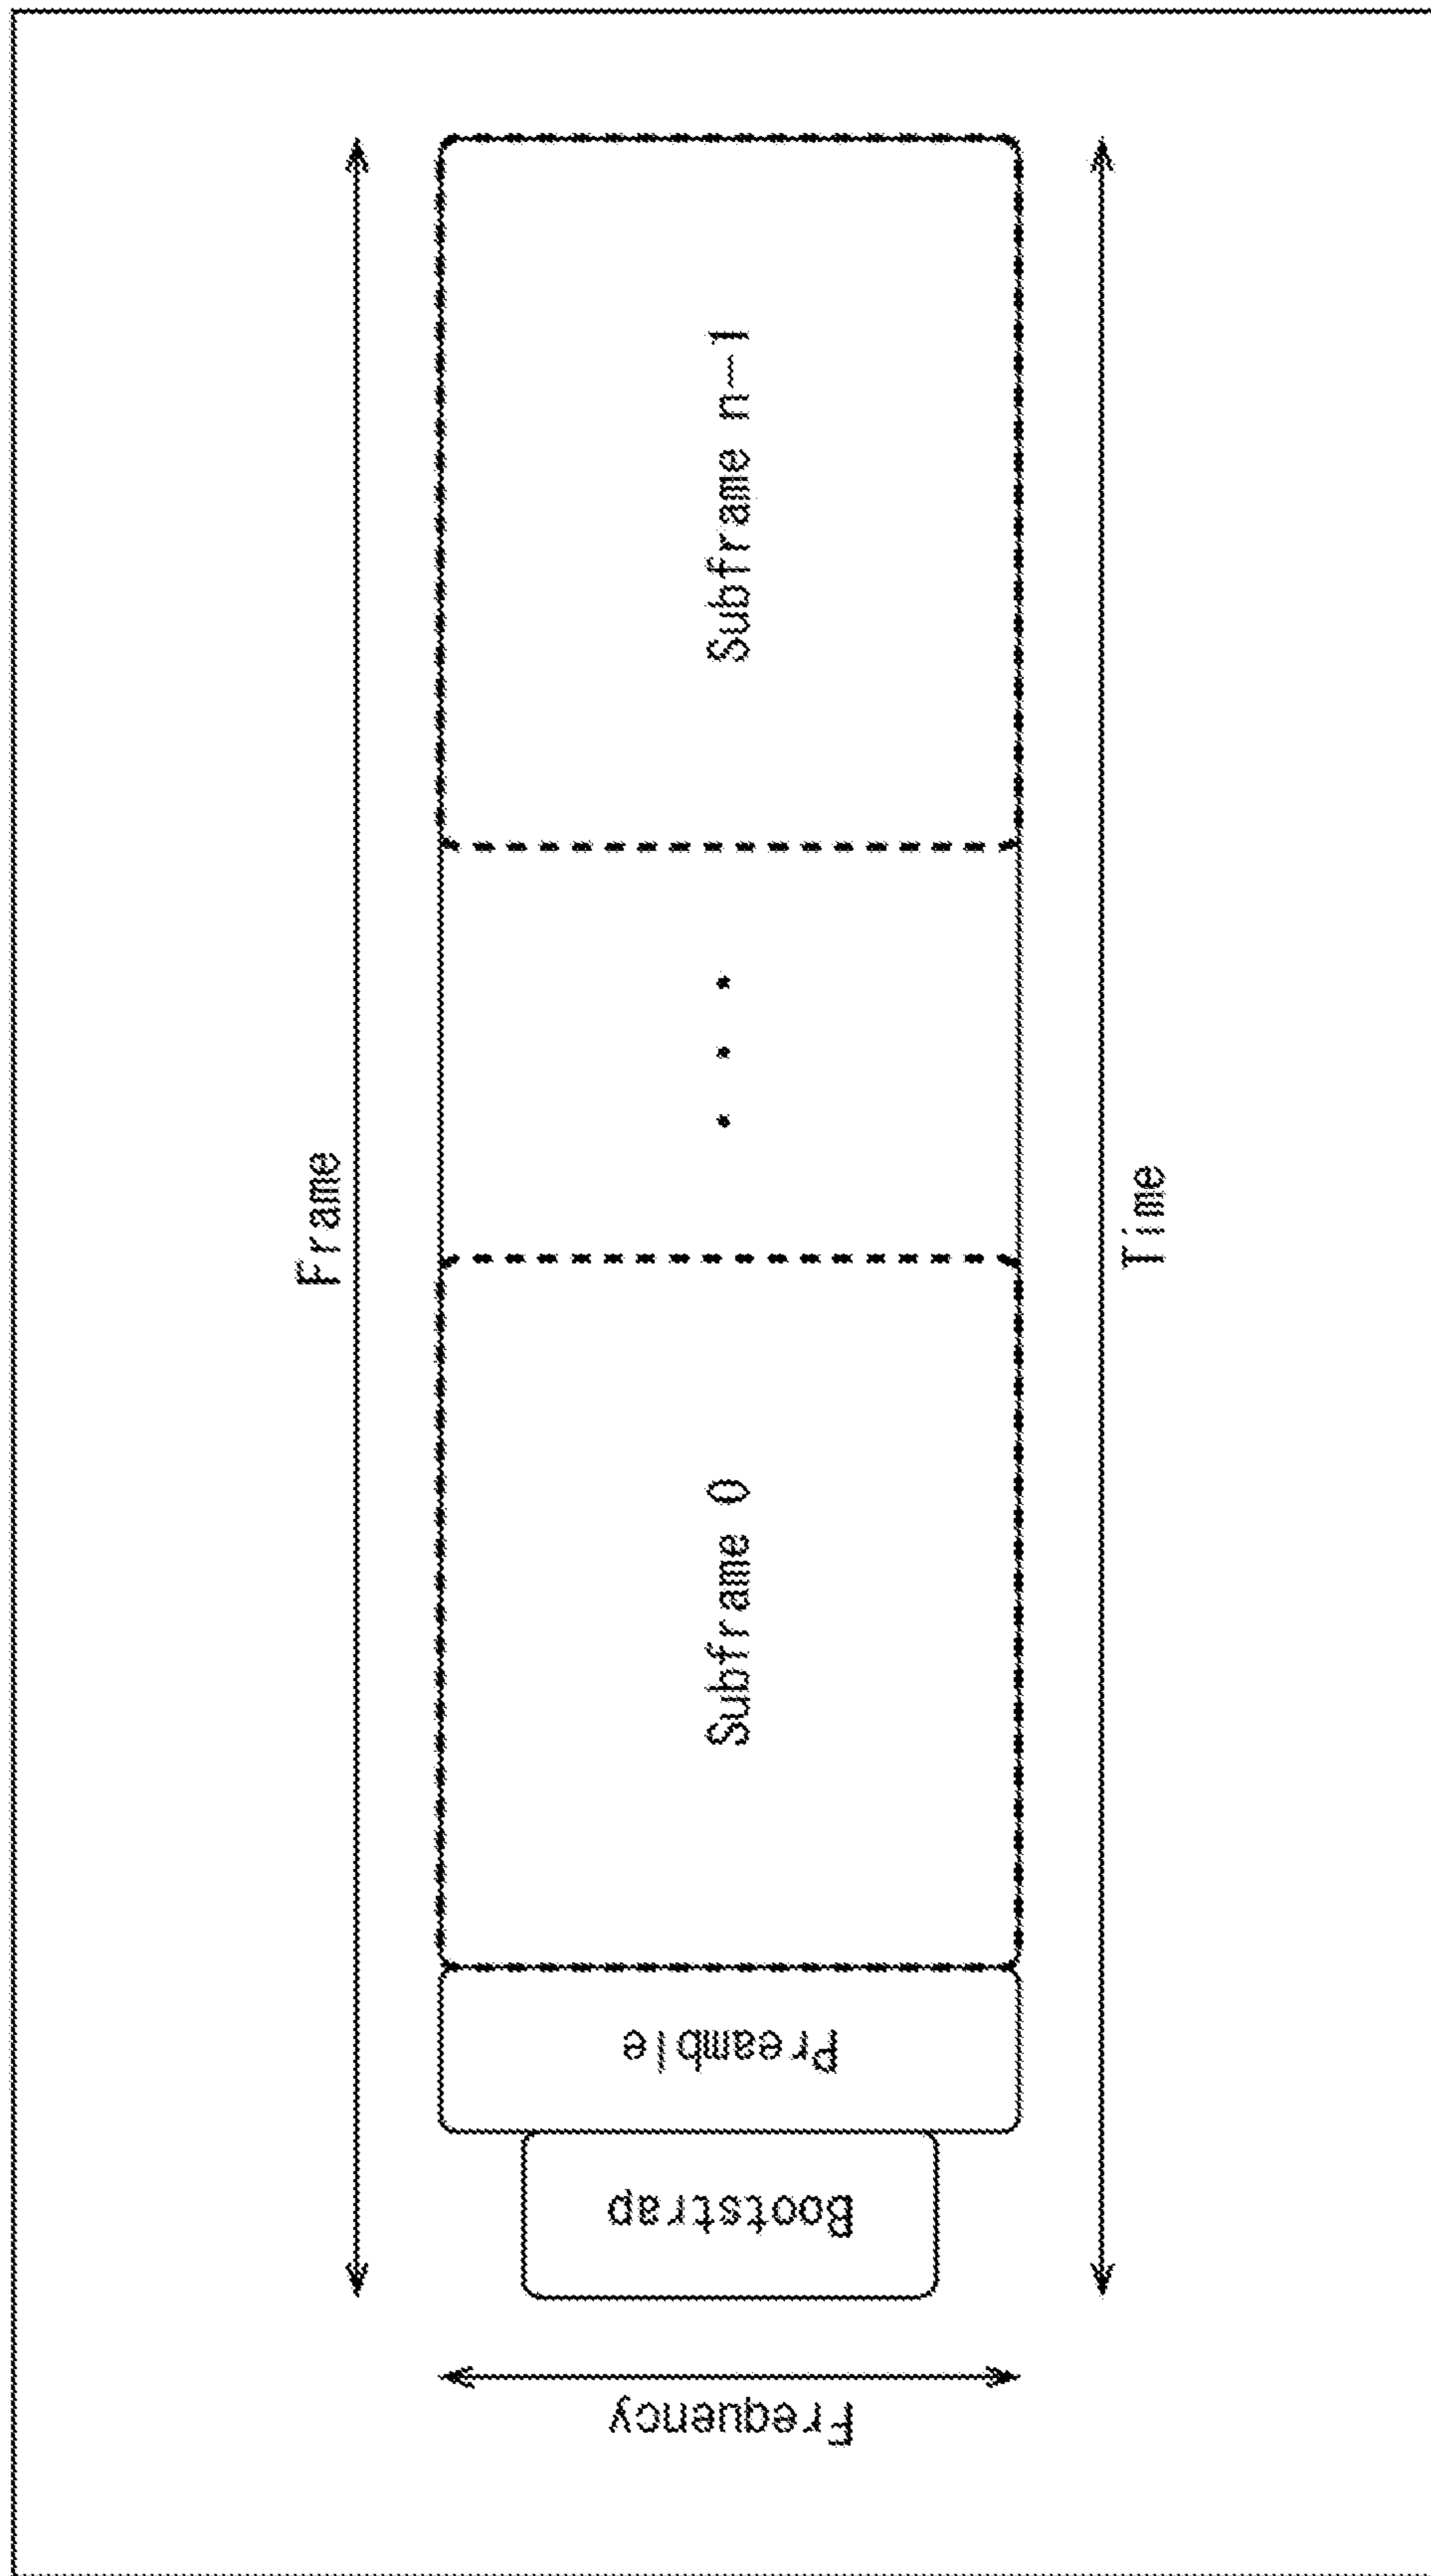 Frame
Frequency
Bootstrap
Preamble
Subframe 0
. . .
Subframe n-1
Time